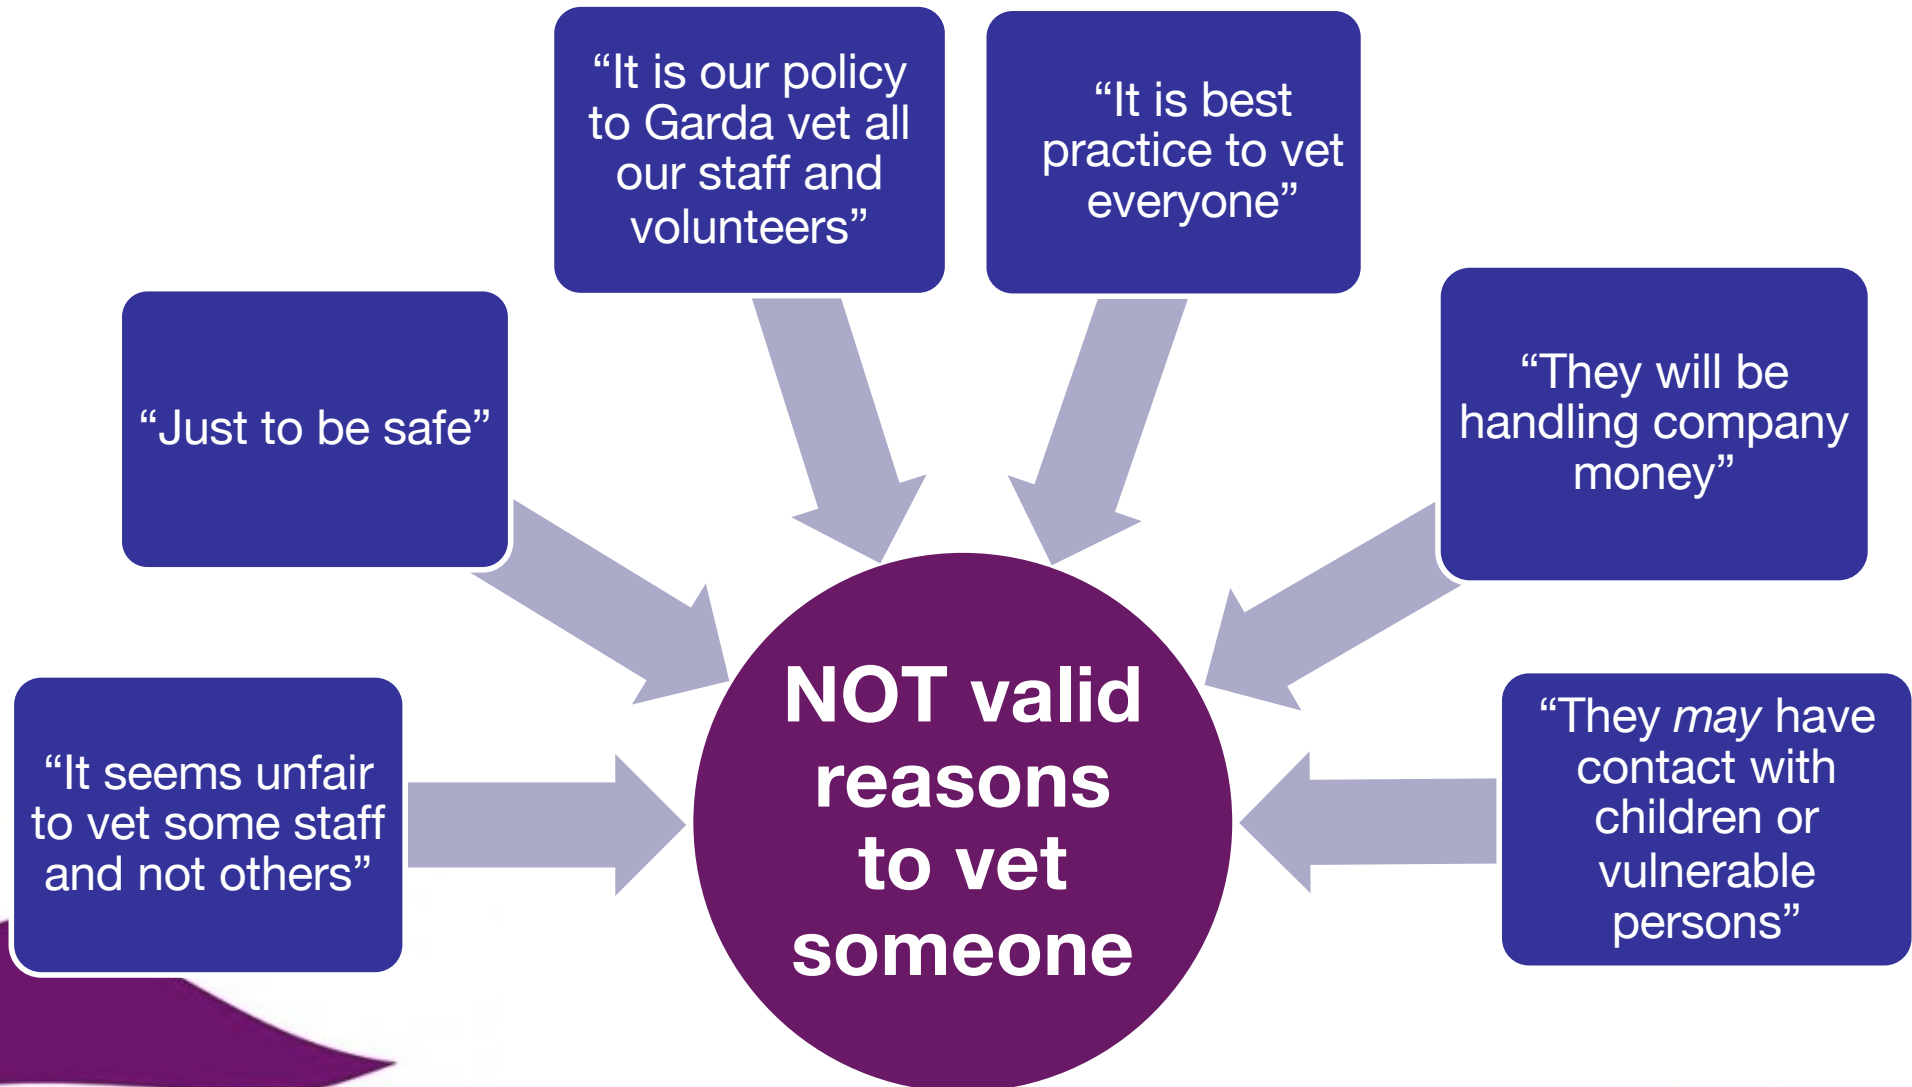 “It is our policy
to Garda vet all
our staff and
volunteers”
“It is best
practice to vet
everyone”
“Just to be safe”
“They will be
handling company
money”
“It seems unfair
to vet some staff
and not others”
NOT valid
reasons
to vet
someone
“They may have
contact with
children or
vulnerable
persons”